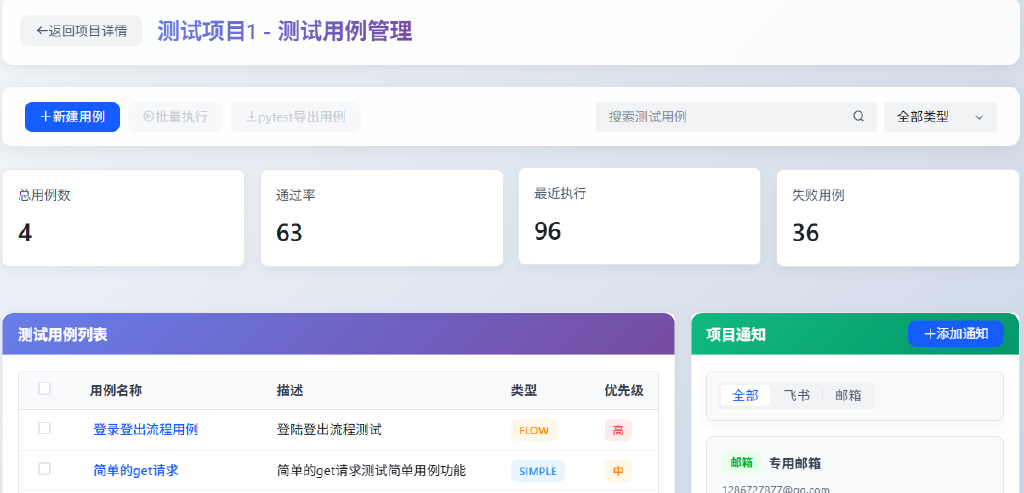 ←返回项目详情 测试项目1 - 测试用例管理
+新建用例 批量执行 pytest导出用例 搜索测试用例 全部类型
总用例数 通过率 最近执行 失败用例
4 63 96 36
测试用例列表
用例名称 描述 类型 优先级
登录登出流程用例 登陆登出流程测试 FLOW 高
简单的get请求 简单的get请求测试简单用例功能 SIMPLE 中
项目通知 +添加通知
全部 飞书 邮箱
邮箱 专用邮箱
1286727877@qq.com